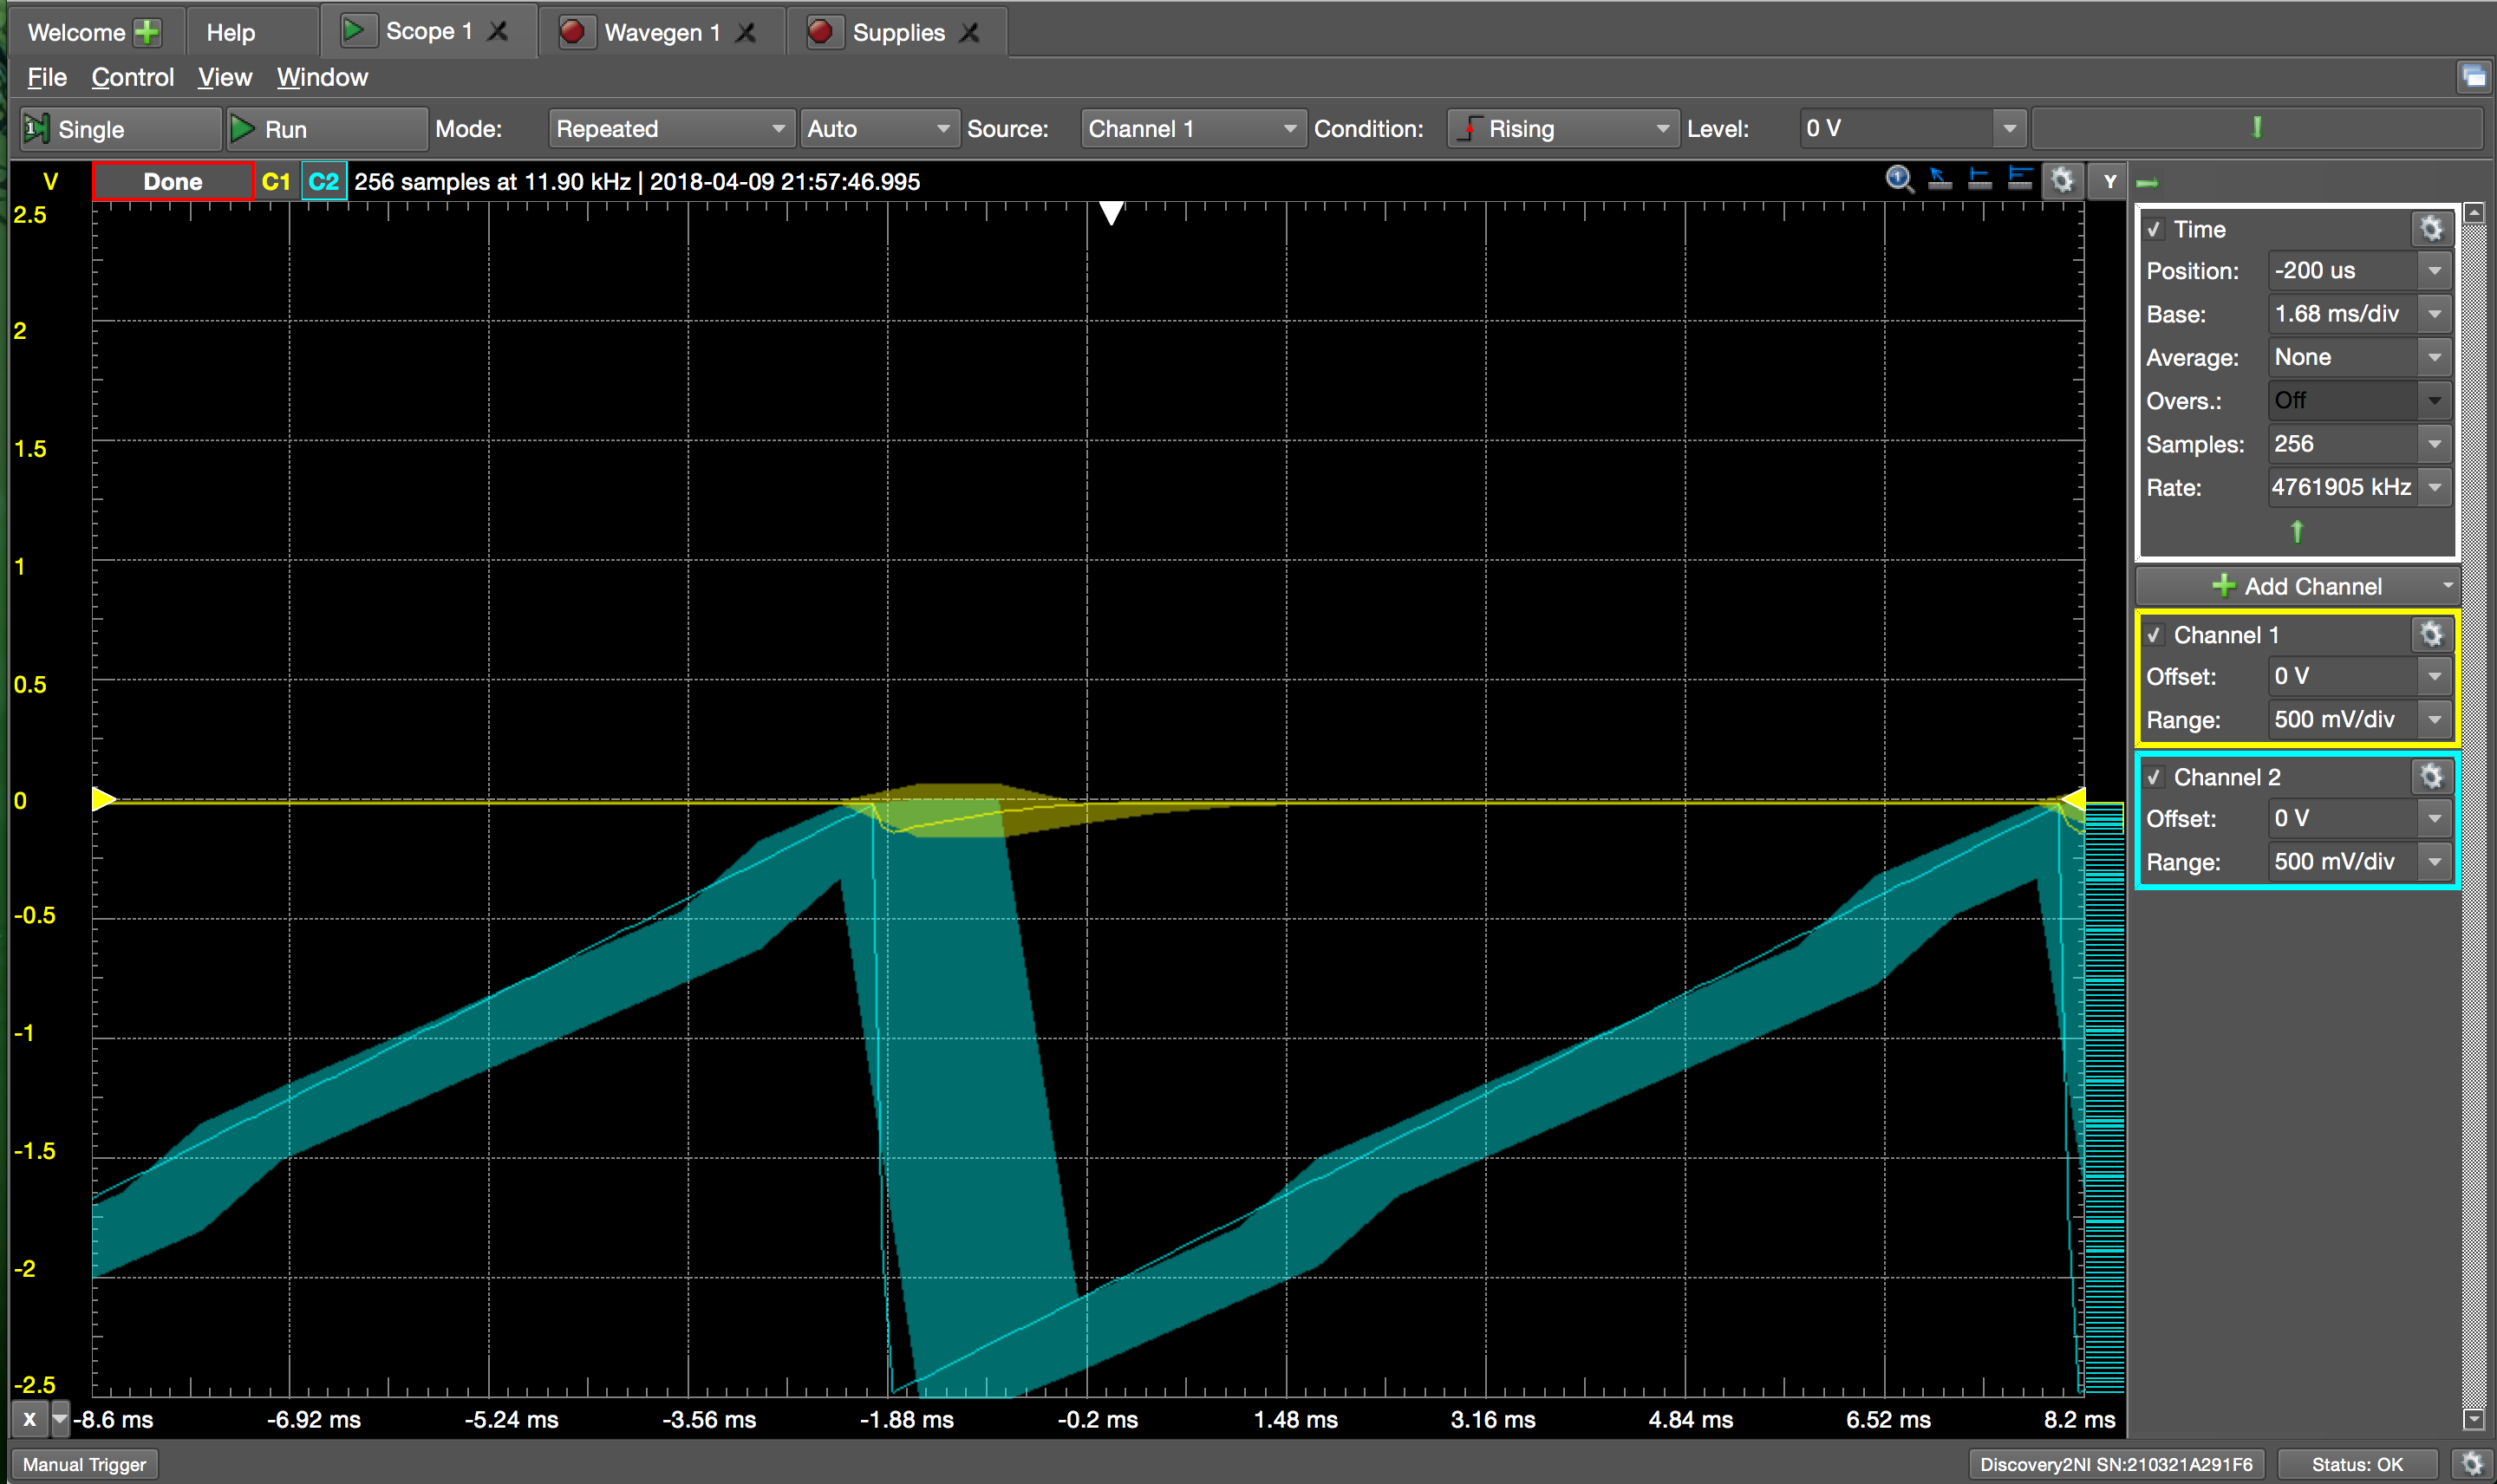 Welcome Help Scope 1 Wavegen 1 Supplies
File Control View Window
1 Single Run Mode: Repeated Auto Source: Channel 1 Condition: Rising Level: 0 V
V Done C1 C2 256 samples at 11.90 kHz | 2018-04-09 21:57:46.995 1 Y
2.5
2
1.5
1
0.5
0
-0.5
-1
-1.5
-2
-2.5
X -8.6 ms -6.92 ms -5.24 ms -3.56 ms -1.88 ms -0.2 ms 1.48 ms 3.16 ms 4.84 ms 6.52 ms 8.2 ms
Time
Position: -200 us
Base: 1.68 ms/div
Average: None
Overs.: Off
Samples: 256
Rate: 4761905 kHz
Add Channel
Channel 1
Offset: 0 V
Range: 500 mV/div
Channel 2
Offset: 0 V
Range: 500 mV/div
Manual Trigger Discovery2NI SN:210321A291F6 Status: OK